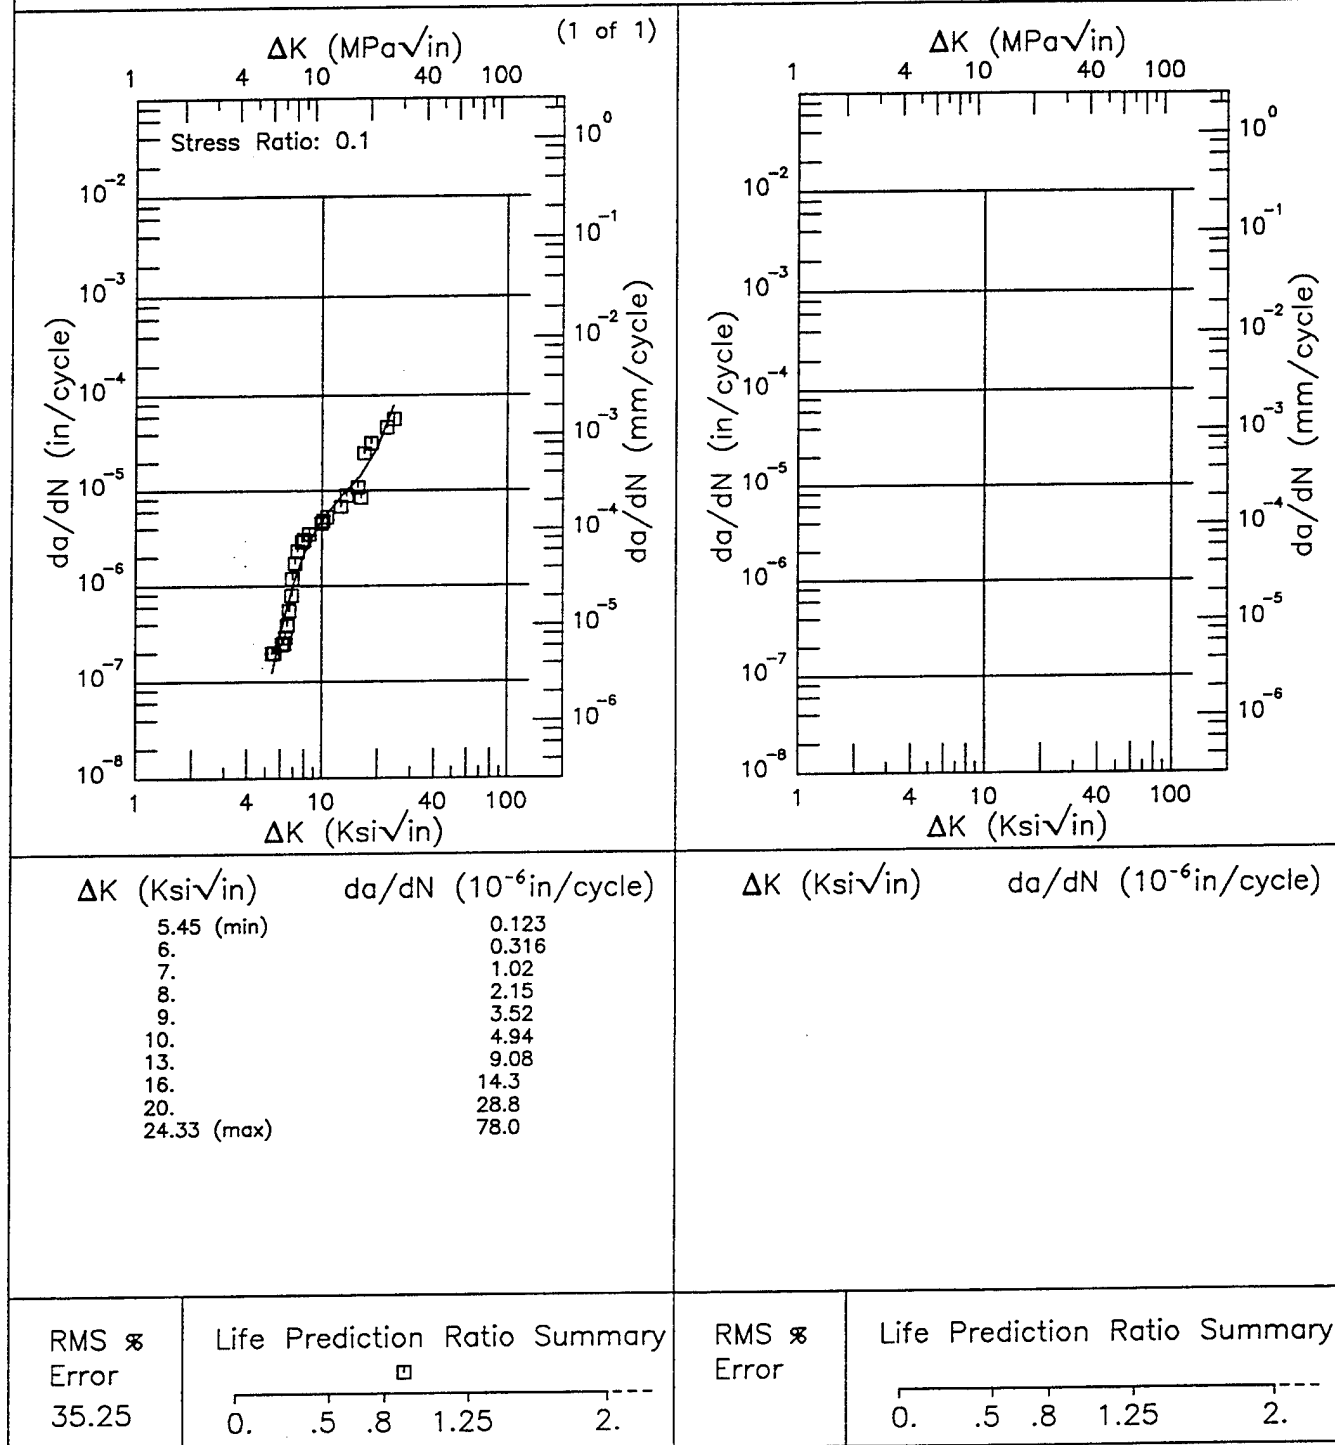 (1 of 1)
ΔK (MPa√in)
1 4 10 40 100
Stress Ratio: 0.1
10⁰
10⁻²
10⁻¹
10⁻³
10⁻²
10⁻⁴
10⁻³
10⁻⁵
10⁻⁴
10⁻⁶
10⁻⁵
10⁻⁷
10⁻⁶
10⁻⁸
da/dN (in/cycle)
da/dN (mm/cycle)
1 4 10 40 100
ΔK (Ksi√in)
ΔK (MPa√in)
1 4 10 40 100
10⁰
10⁻²
10⁻¹
10⁻³
10⁻²
10⁻⁴
10⁻³
10⁻⁵
10⁻⁴
10⁻⁶
10⁻⁵
10⁻⁷
10⁻⁶
10⁻⁸
da/dN (in/cycle)
da/dN (mm/cycle)
1 4 10 40 100
ΔK (Ksi√in)
ΔK (Ksi√in) da/dN (10⁻⁶in/cycle)
5.45 (min) 0.123
6. 0.316
7. 1.02
8. 2.15
9. 3.52
10. 4.94
13. 9.08
16. 14.3
20. 28.8
24.33 (max) 78.0
ΔK (Ksi√in) da/dN (10⁻⁶in/cycle)
RMS %
Error
35.25
Life Prediction Ratio Summary
0. .5 .8 1.25 2.
RMS %
Error
Life Prediction Ratio Summary
0. .5 .8 1.25 2.